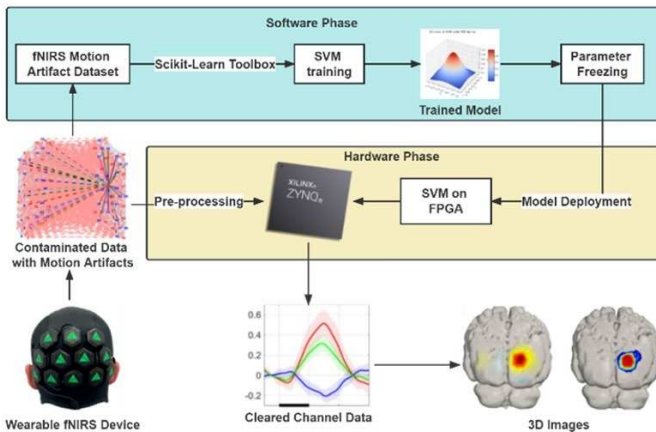 Software Phase
fNIRS Motion
Artifact Dataset
Scikit-Learn Toolbox
SVM
training
Trained Model
Parameter
Freezing
Hardware Phase
Pre-processing
XILINX
ZYNQ
SVM on
FPGA
Model Deployment
Contaminated Data
with Motion Artifacts
Wearable fNIRS Device
0.6
0.4
0.2
0
-0.2
Cleared Channel Data
3D Images